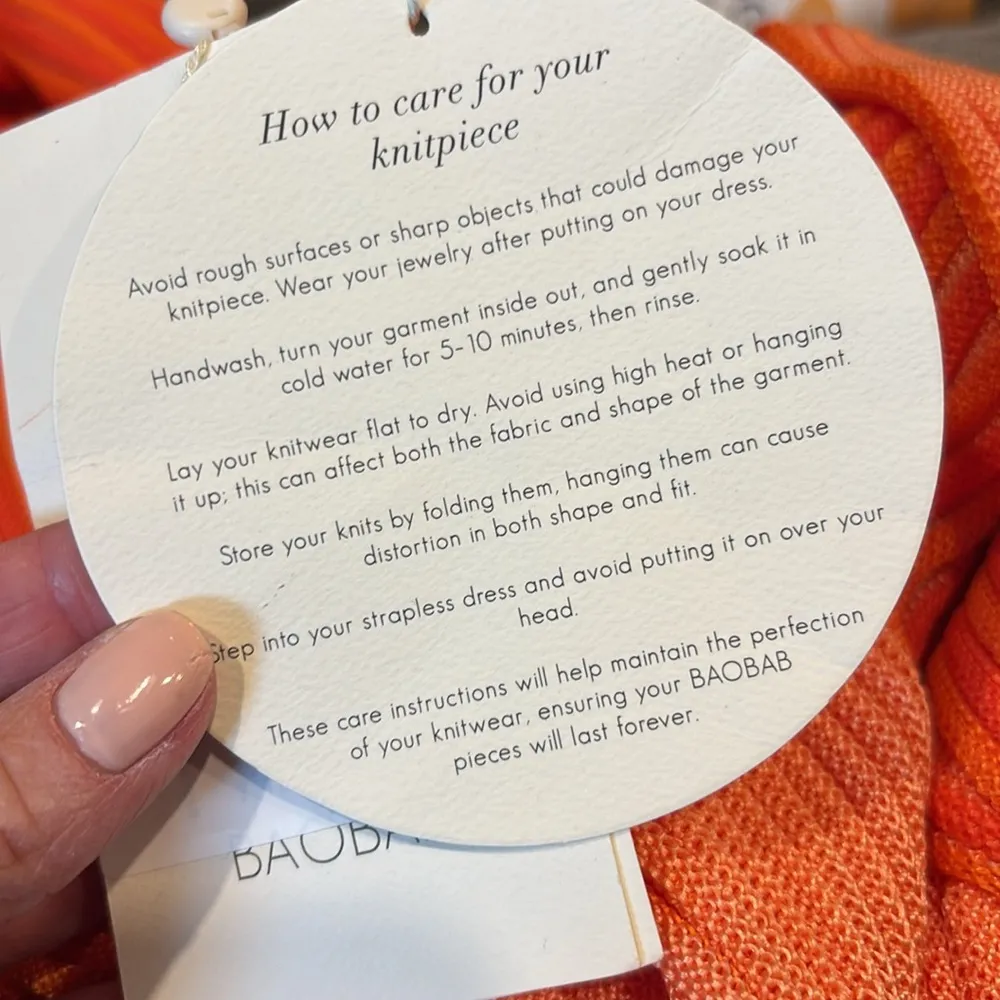 How to care for your
knitpiece
Avoid rough surfaces or sharp objects that could damage your
knitpiece. Wear your jewelry after putting on your dress.
Handwash, turn your garment inside out, and gently soak it in
cold water for 5-10 minutes, then rinse.
Lay your knitwear flat to dry. Avoid using high heat or hanging
it up; this can affect both the fabric and shape of the garment.
Store your knits by folding them, hanging them can cause
distortion in both shape and fit.
Step into your strapless dress and avoid putting it on over your
head.
These care instructions will help maintain the perfection
of your knitwear, ensuring your BAOBAB
pieces will last forever.
BAOBA